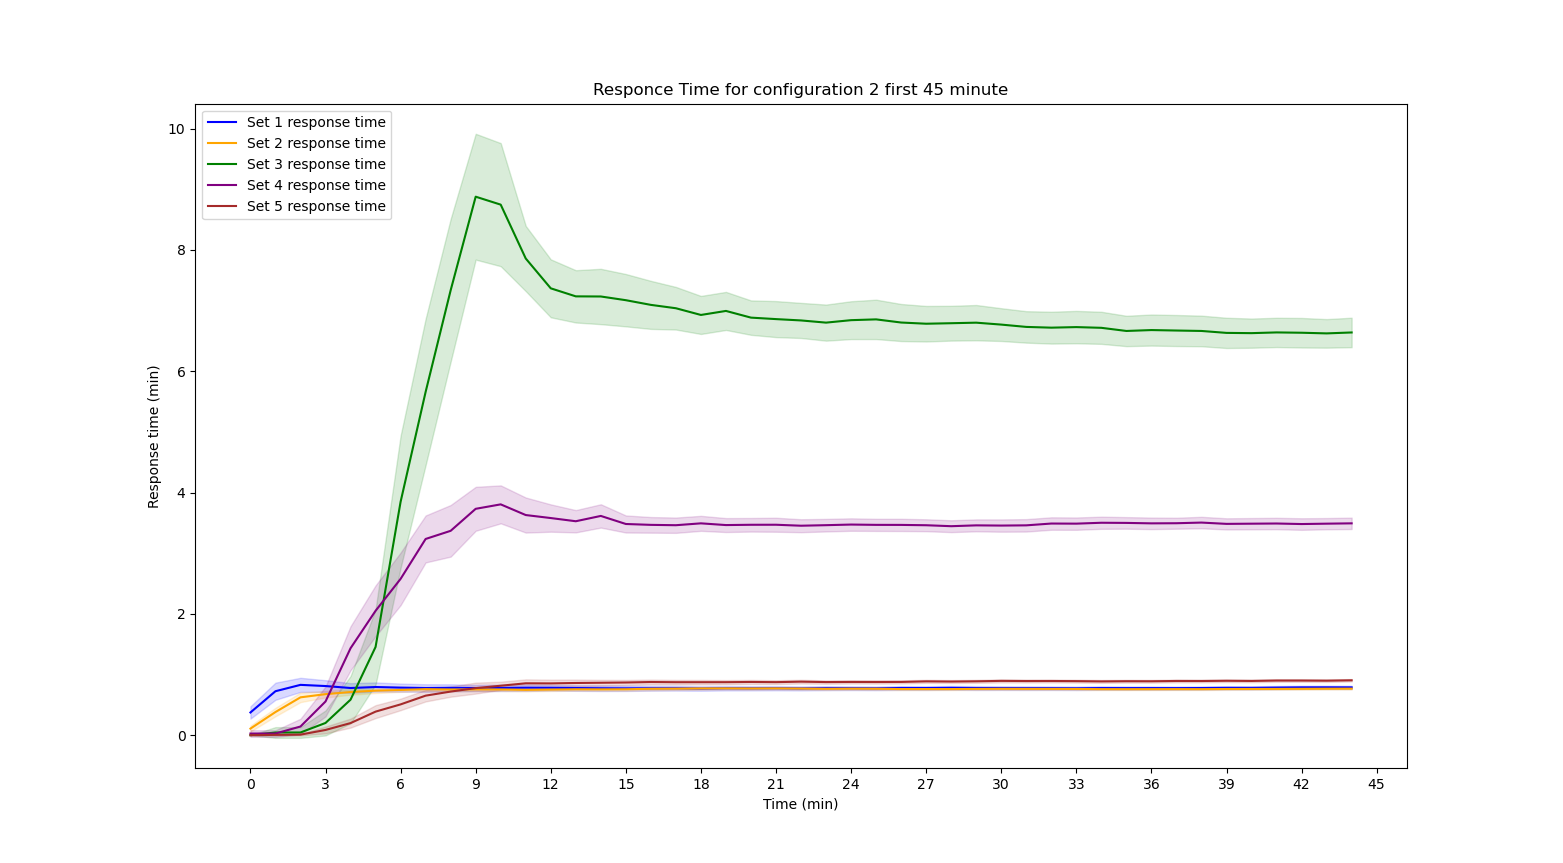 Responce Time for configuration 2 first 45 minute
Set 1 response time
Set 2 response time
Set 3 response time
Set 4 response time
Set 5 response time
10
8
6
4
2
0
Response time (min)
0 3 6 9 12 15 18 21 24 27 30 33 36 39 42 45
Time (min)